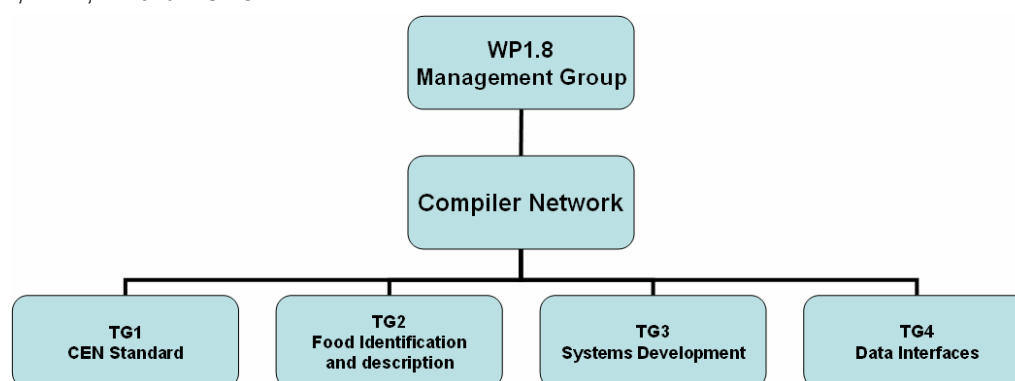 WP1.8
Management Group
Compiler Network
TG1
CEN Standard
TG2
Food Identification
and description
TG3
Systems Development
TG4
Data Interfaces